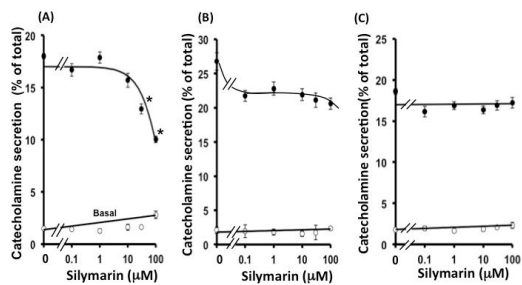 (A)
Catecholamine secretion (% of total)
20
15
10
5
0
*
*
Basal
0 0.1 1 10 100
Silymarin (μM)
(B)
Catecholamine secretion (% of total)
30
25
20
15
10
5
0
0 0.1 1 10 100
Silymarin (μM)
(C)
Catecholamine secretion(% of total)
25
20
15
10
5
0
0 0.1 1 10 100
Silymarin (μM)